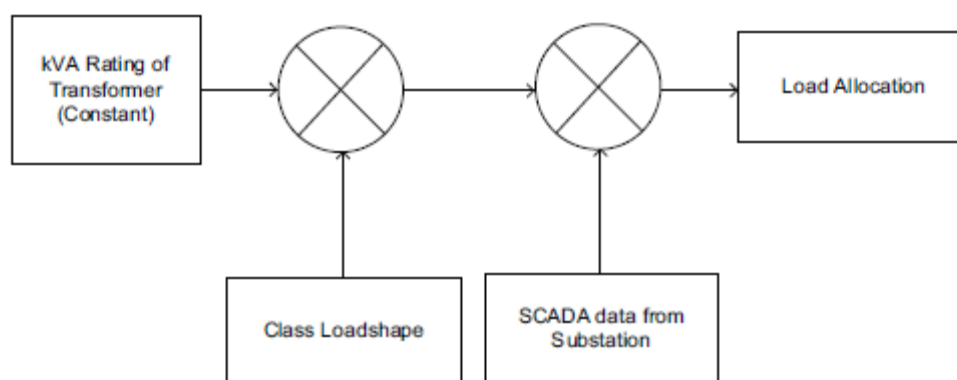 kVA Rating of
Transformer
(Constant)
Load Allocation
Class Loadshape
SCADA data from
Substation